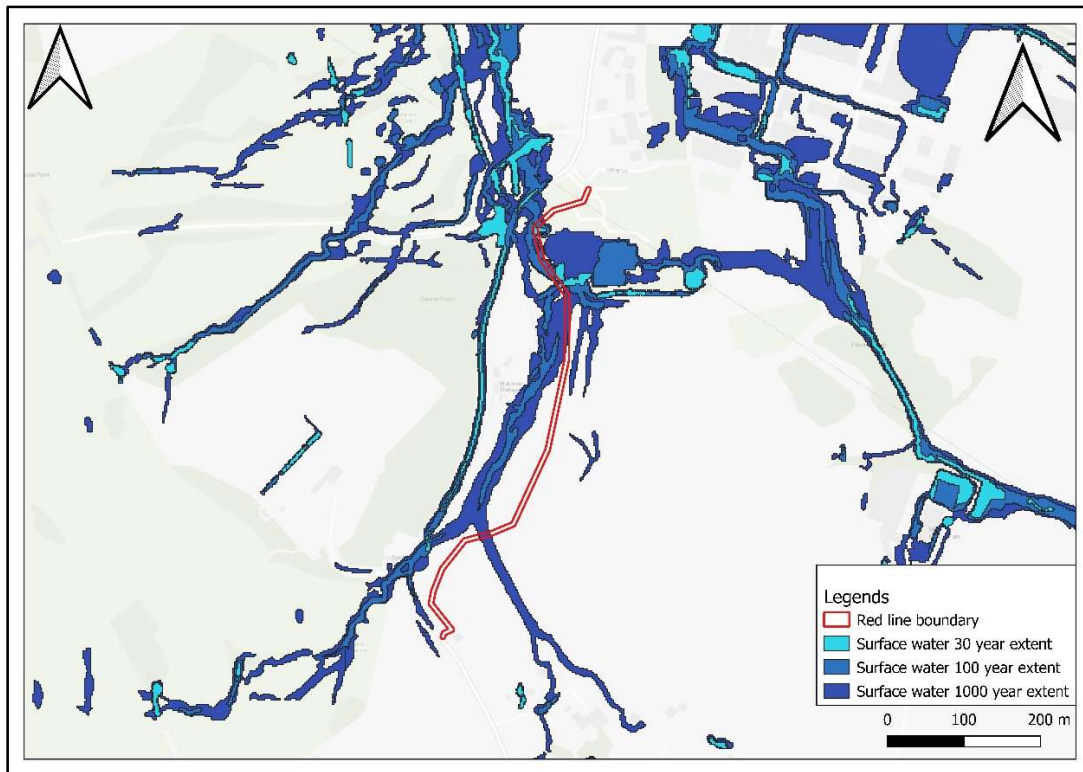 Legends
Red line boundary
Surface water 30 year extent
Surface water 100 year extent
Surface water 1000 year extent
0 100 200 m